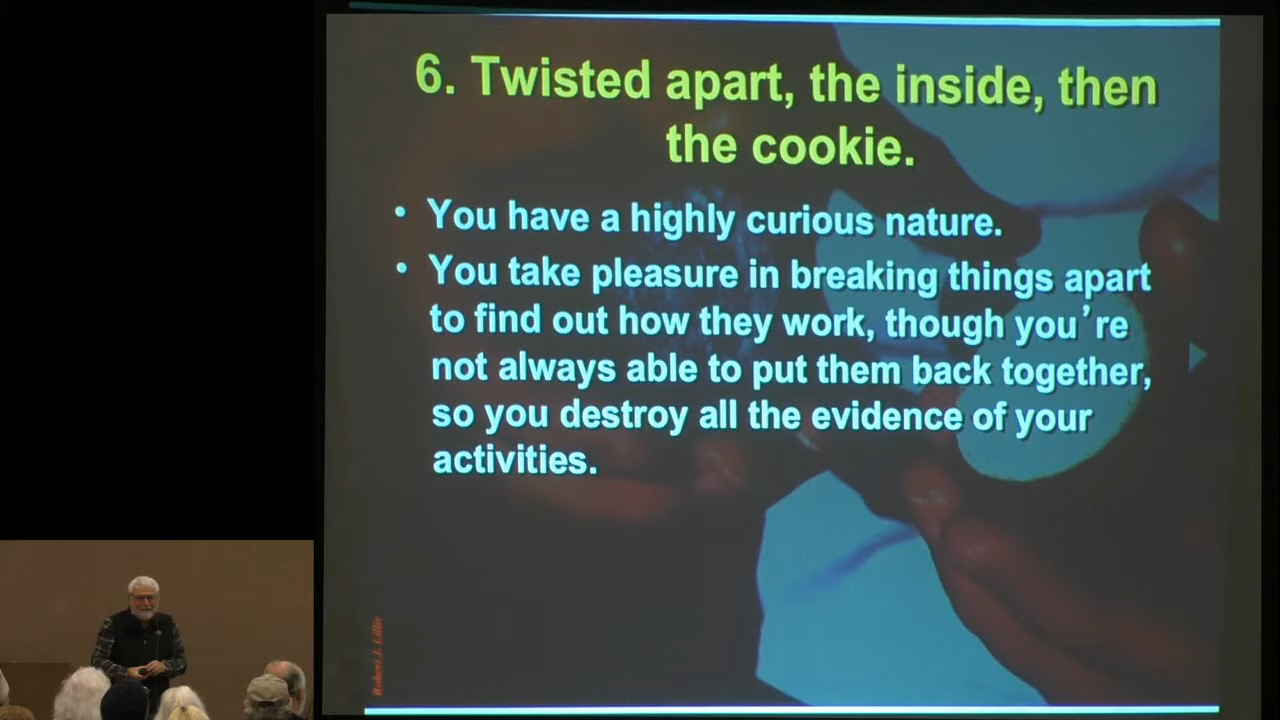 6. Twisted apart, the inside, then
the cookie.
• You have a highly curious nature.
• You take pleasure in breaking things apart
to find out how they work, though you're
not always able to put them back together,
so you destroy all the evidence of your
activities.
Robert J. Lillie